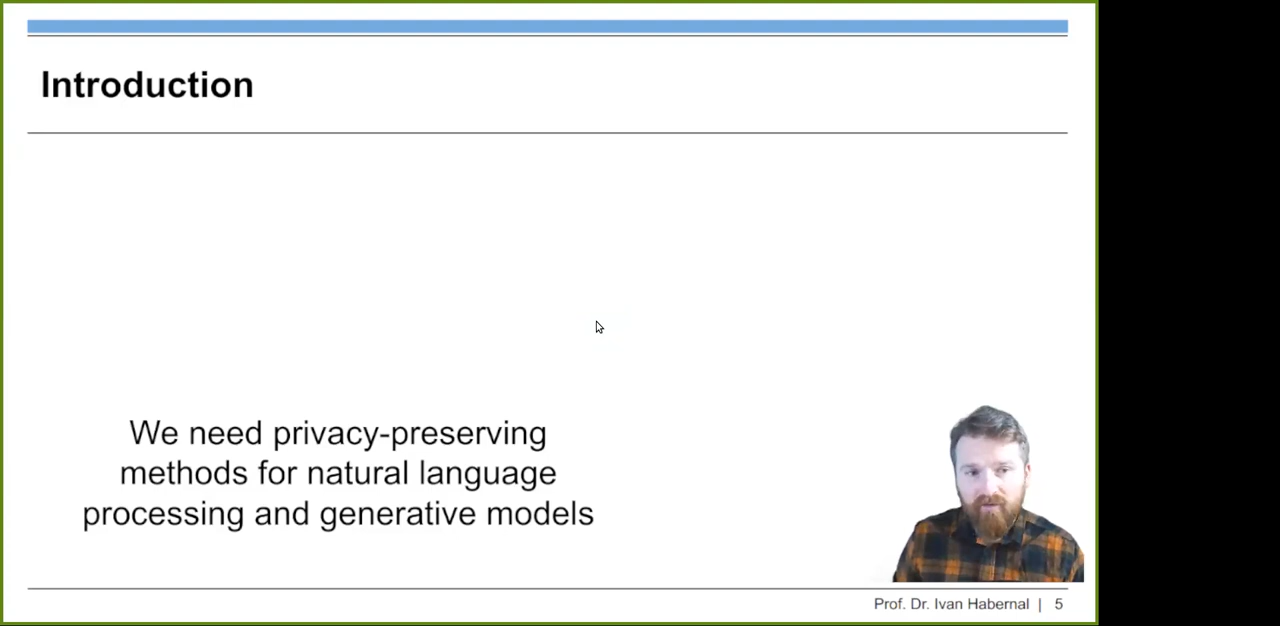 Introduction
We need privacy-preserving
methods for natural language
processing and generative models
Prof. Dr. Ivan Habernal | 5